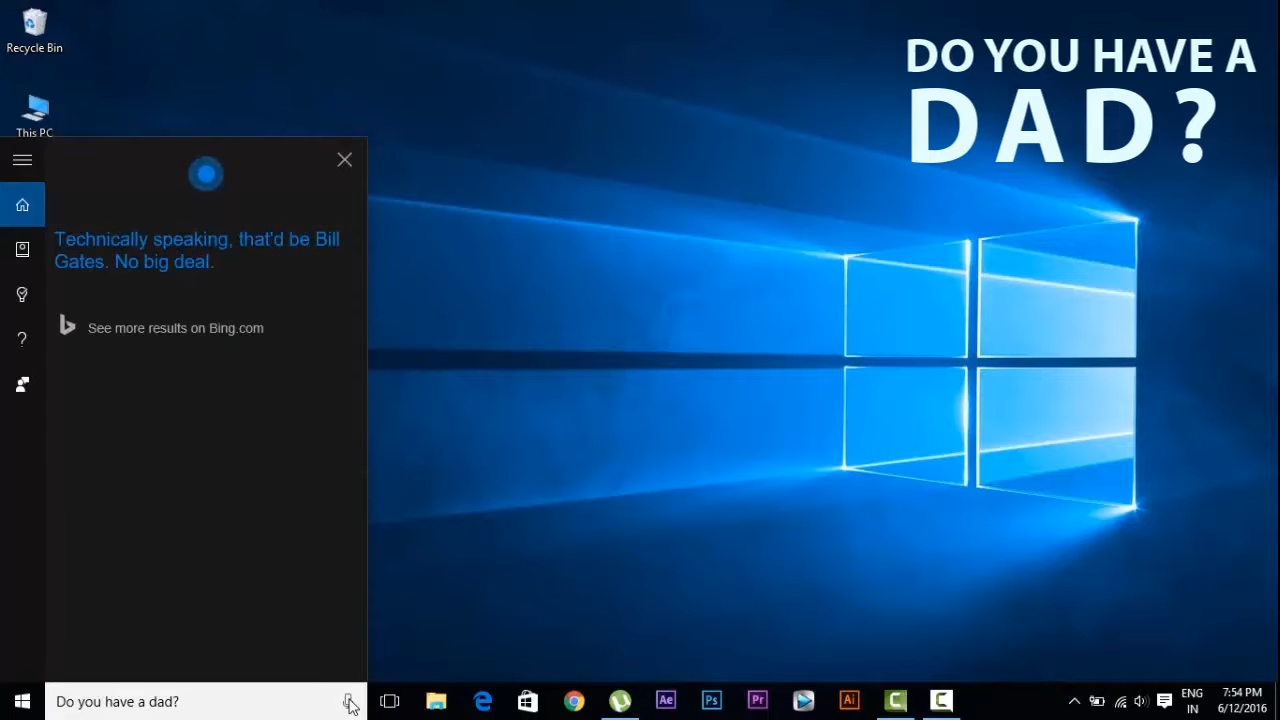 Recycle Bin
This PC
DO YOU HAVE A
DAD?
Technically speaking, that'd be Bill
Gates. No big deal.
See more results on Bing.com
Do you have a dad?
Ae
Ps
Pr
Ai
ENG
IN
7:54 PM
6/12/2016